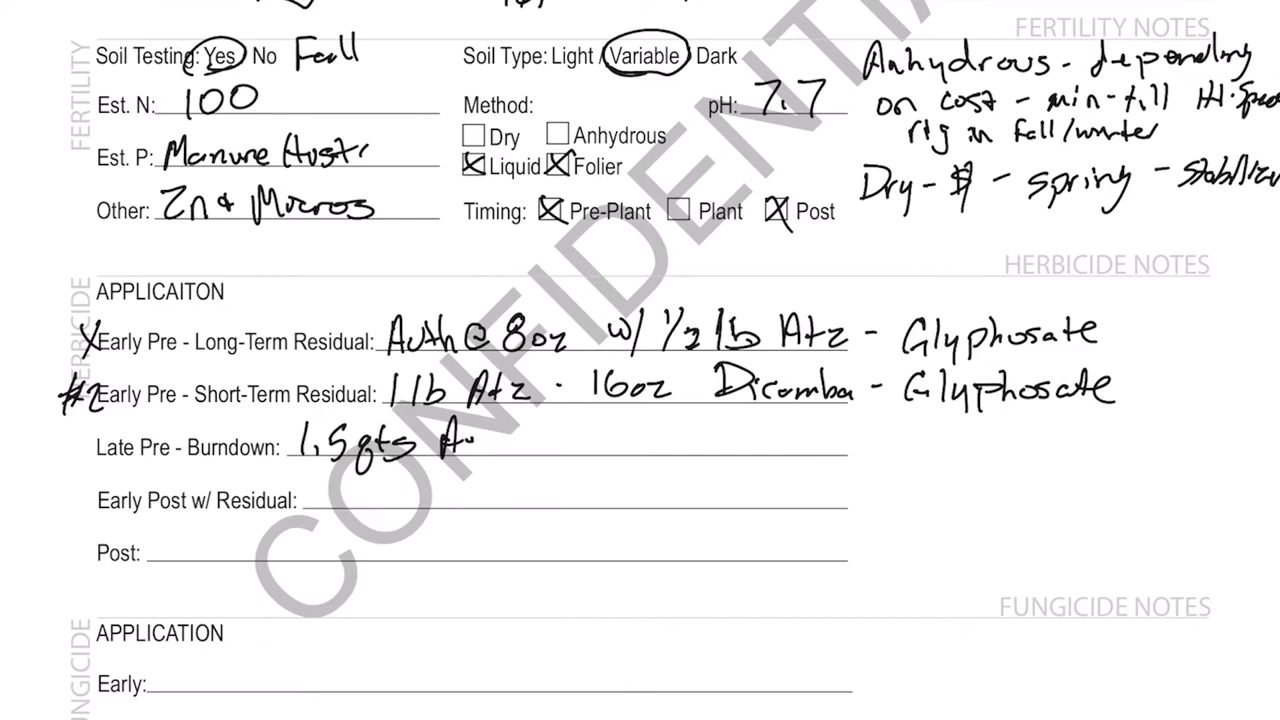 FERTILITY NOTES
FERTILITY
Soil Testing: Yes No Fall
Soil Type: Light / Variable Dark
Anhydrous - depending
on cost - min-till Hi-Speed
rig in Fall/winter
Est. N: 100
Method:
pH: 7.7
Dry
Anhydrous
Est. P: Manure
Liquid
Folier
Dry - $ - spring -
Other: Zn + Micros
Timing: Pre-Plant Plant Post
HERBICIDE NOTES
HERBICIDE
APPLICAITON
X Early Pre - Long-Term Residual: Auth @ 8oz w/ 1/2 lb Atz - Glyphosate
#2 Early Pre - Short-Term Residual: 1 lb Atz - 16oz Dicamba - Glyphosate
Late Pre - Burndown: 1.5 qts
Early Post w/ Residual:
Post:
FUNGICIDE NOTES
FUNGICIDE
APPLICATION
Early:
CONFIDENTIA